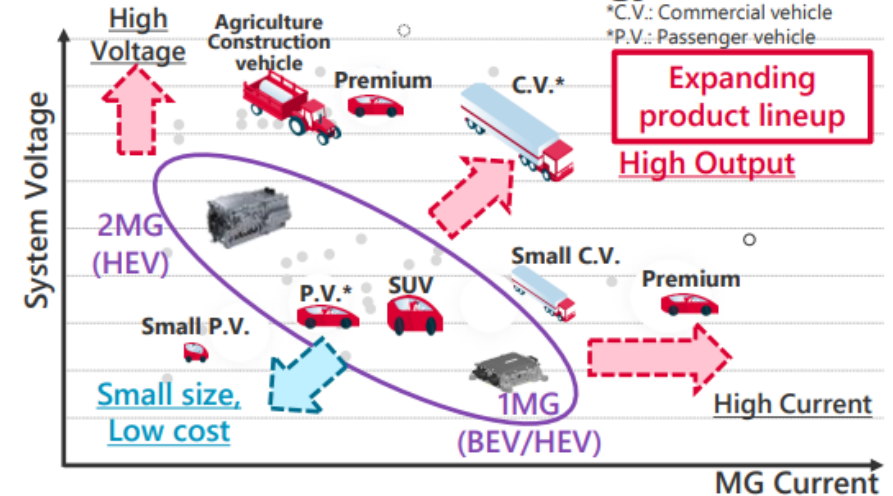 High
Voltage
Agriculture
Construction
vehicle
Premium
C.V.*
*C.V.: Commercial vehicle
*P.V.: Passenger vehicle
Expanding
product lineup
High Output
System Voltage
2MG
(HEV)
P.V.*
SUV
Small C.V.
Premium
Small P.V.
Small size,
Low cost
1MG
(BEV/HEV)
High Current
MG Current